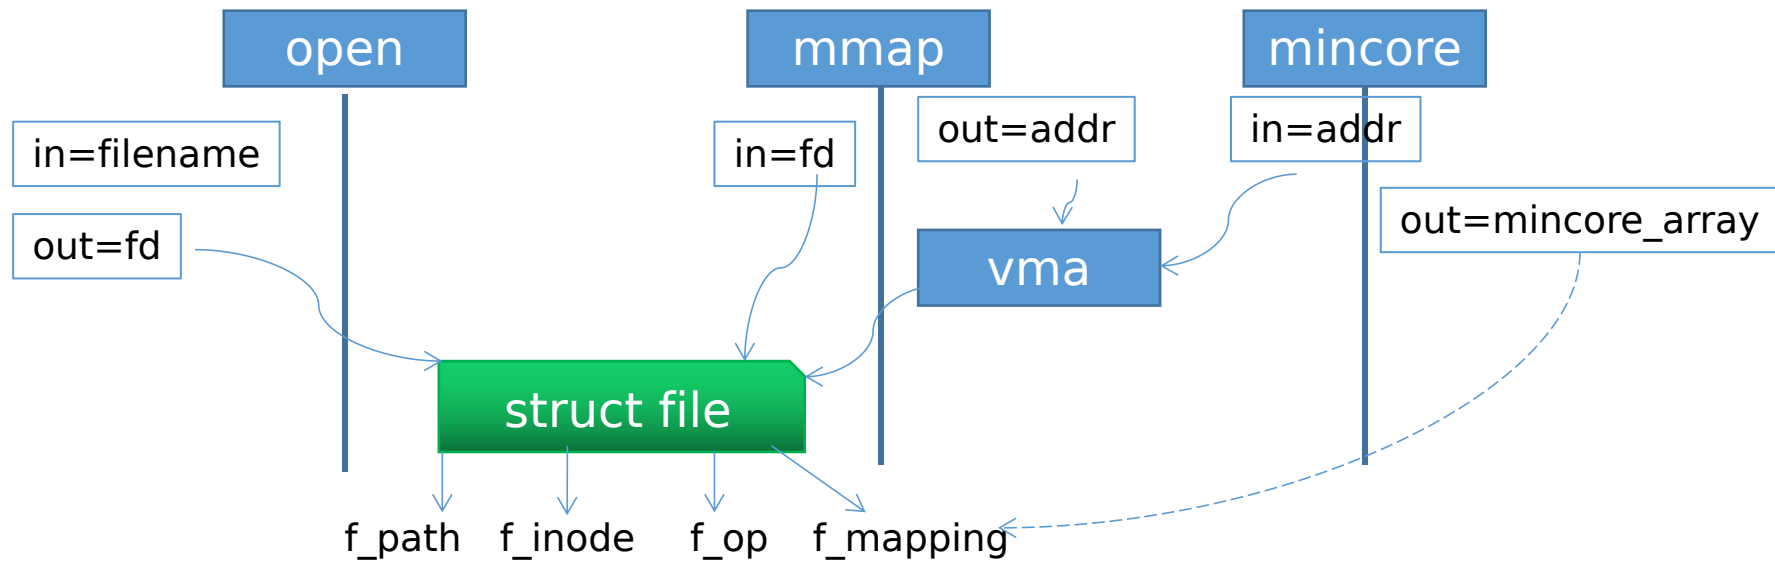 open
mmap
mincore
in=filename
in=fd
out=addr
in=addr
out=fd
out=mincore_array
vma
struct file
f_path
f_inode
f_op
f_mapping